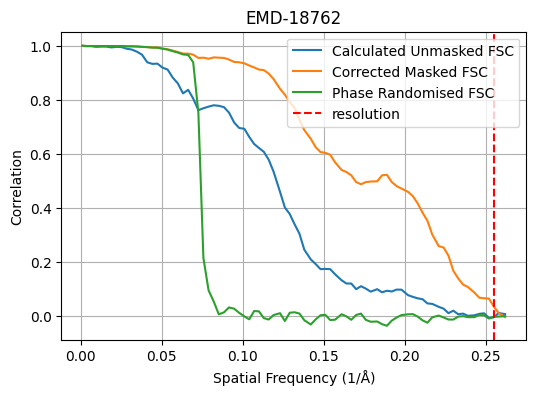 EMD-18762
Calculated Unmasked FSC
Corrected Masked FSC
Phase Randomised FSC
resolution
Correlation
1.0
0.8
0.6
0.4
0.2
0.0
0.00 0.05 0.10 0.15 0.20 0.25
Spatial Frequency (1/Å)